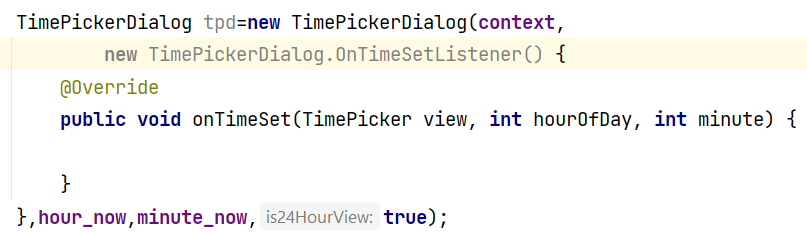 TimePickerDialog tpd=new TimePickerDialog(context,
        new TimePickerDialog.OnTimeSetListener() {
    @Override
    public void onTimeSet(TimePicker view, int hourOfDay, int minute) {
    }
},hour_now,minute_now, is24HourView: true);